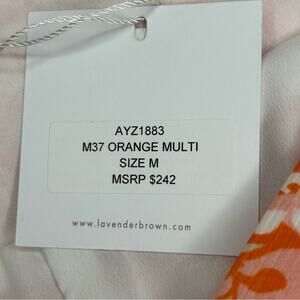 AYZ1883
M37 ORANGE MULTI
SIZE M
MSRP $242
www.lavenderbrown.com